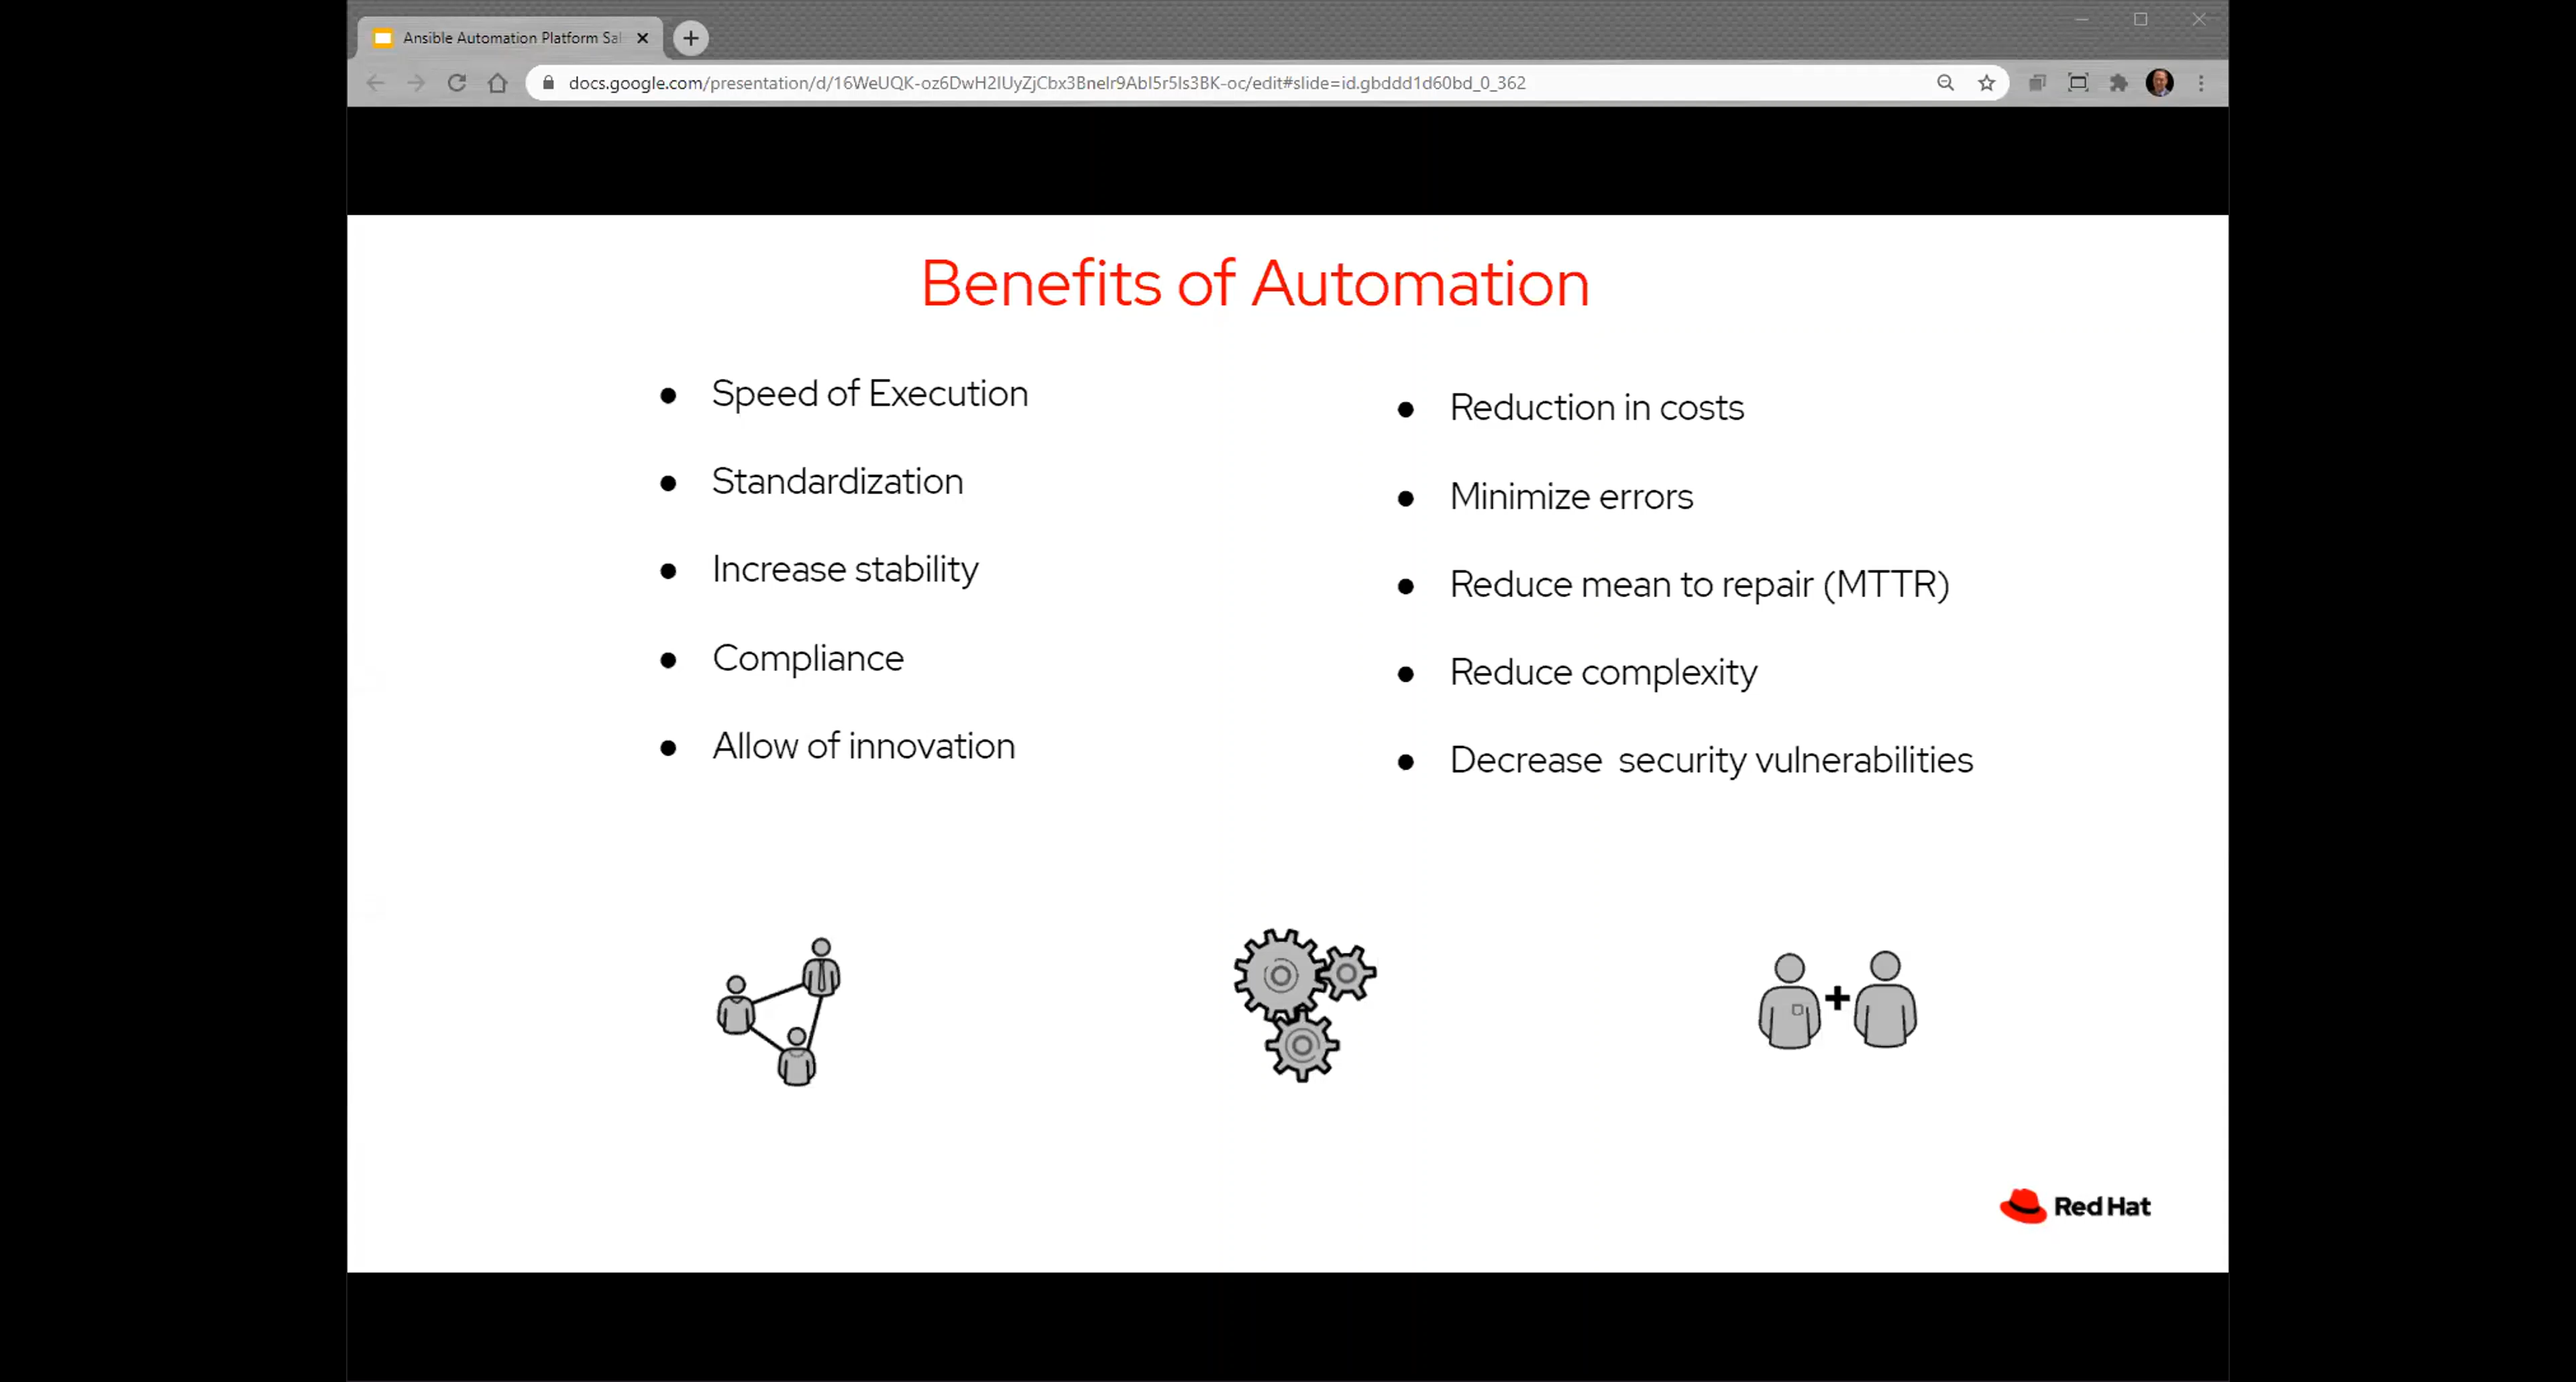 Ansible Automation Platform Sal
docs.google.com/presentation/d/16WeUQK-oz6DwH2IUyZjCbx3Bnelr9AbI5r5Is3BK-oc/edit#slide=id.gbddd1d60bd_0_362
Benefits of Automation
Speed of Execution
Standardization
Increase stability
Compliance
Allow of innovation
Reduction in costs
Minimize errors
Reduce mean to repair (MTTR)
Reduce complexity
Decrease security vulnerabilities
Red Hat